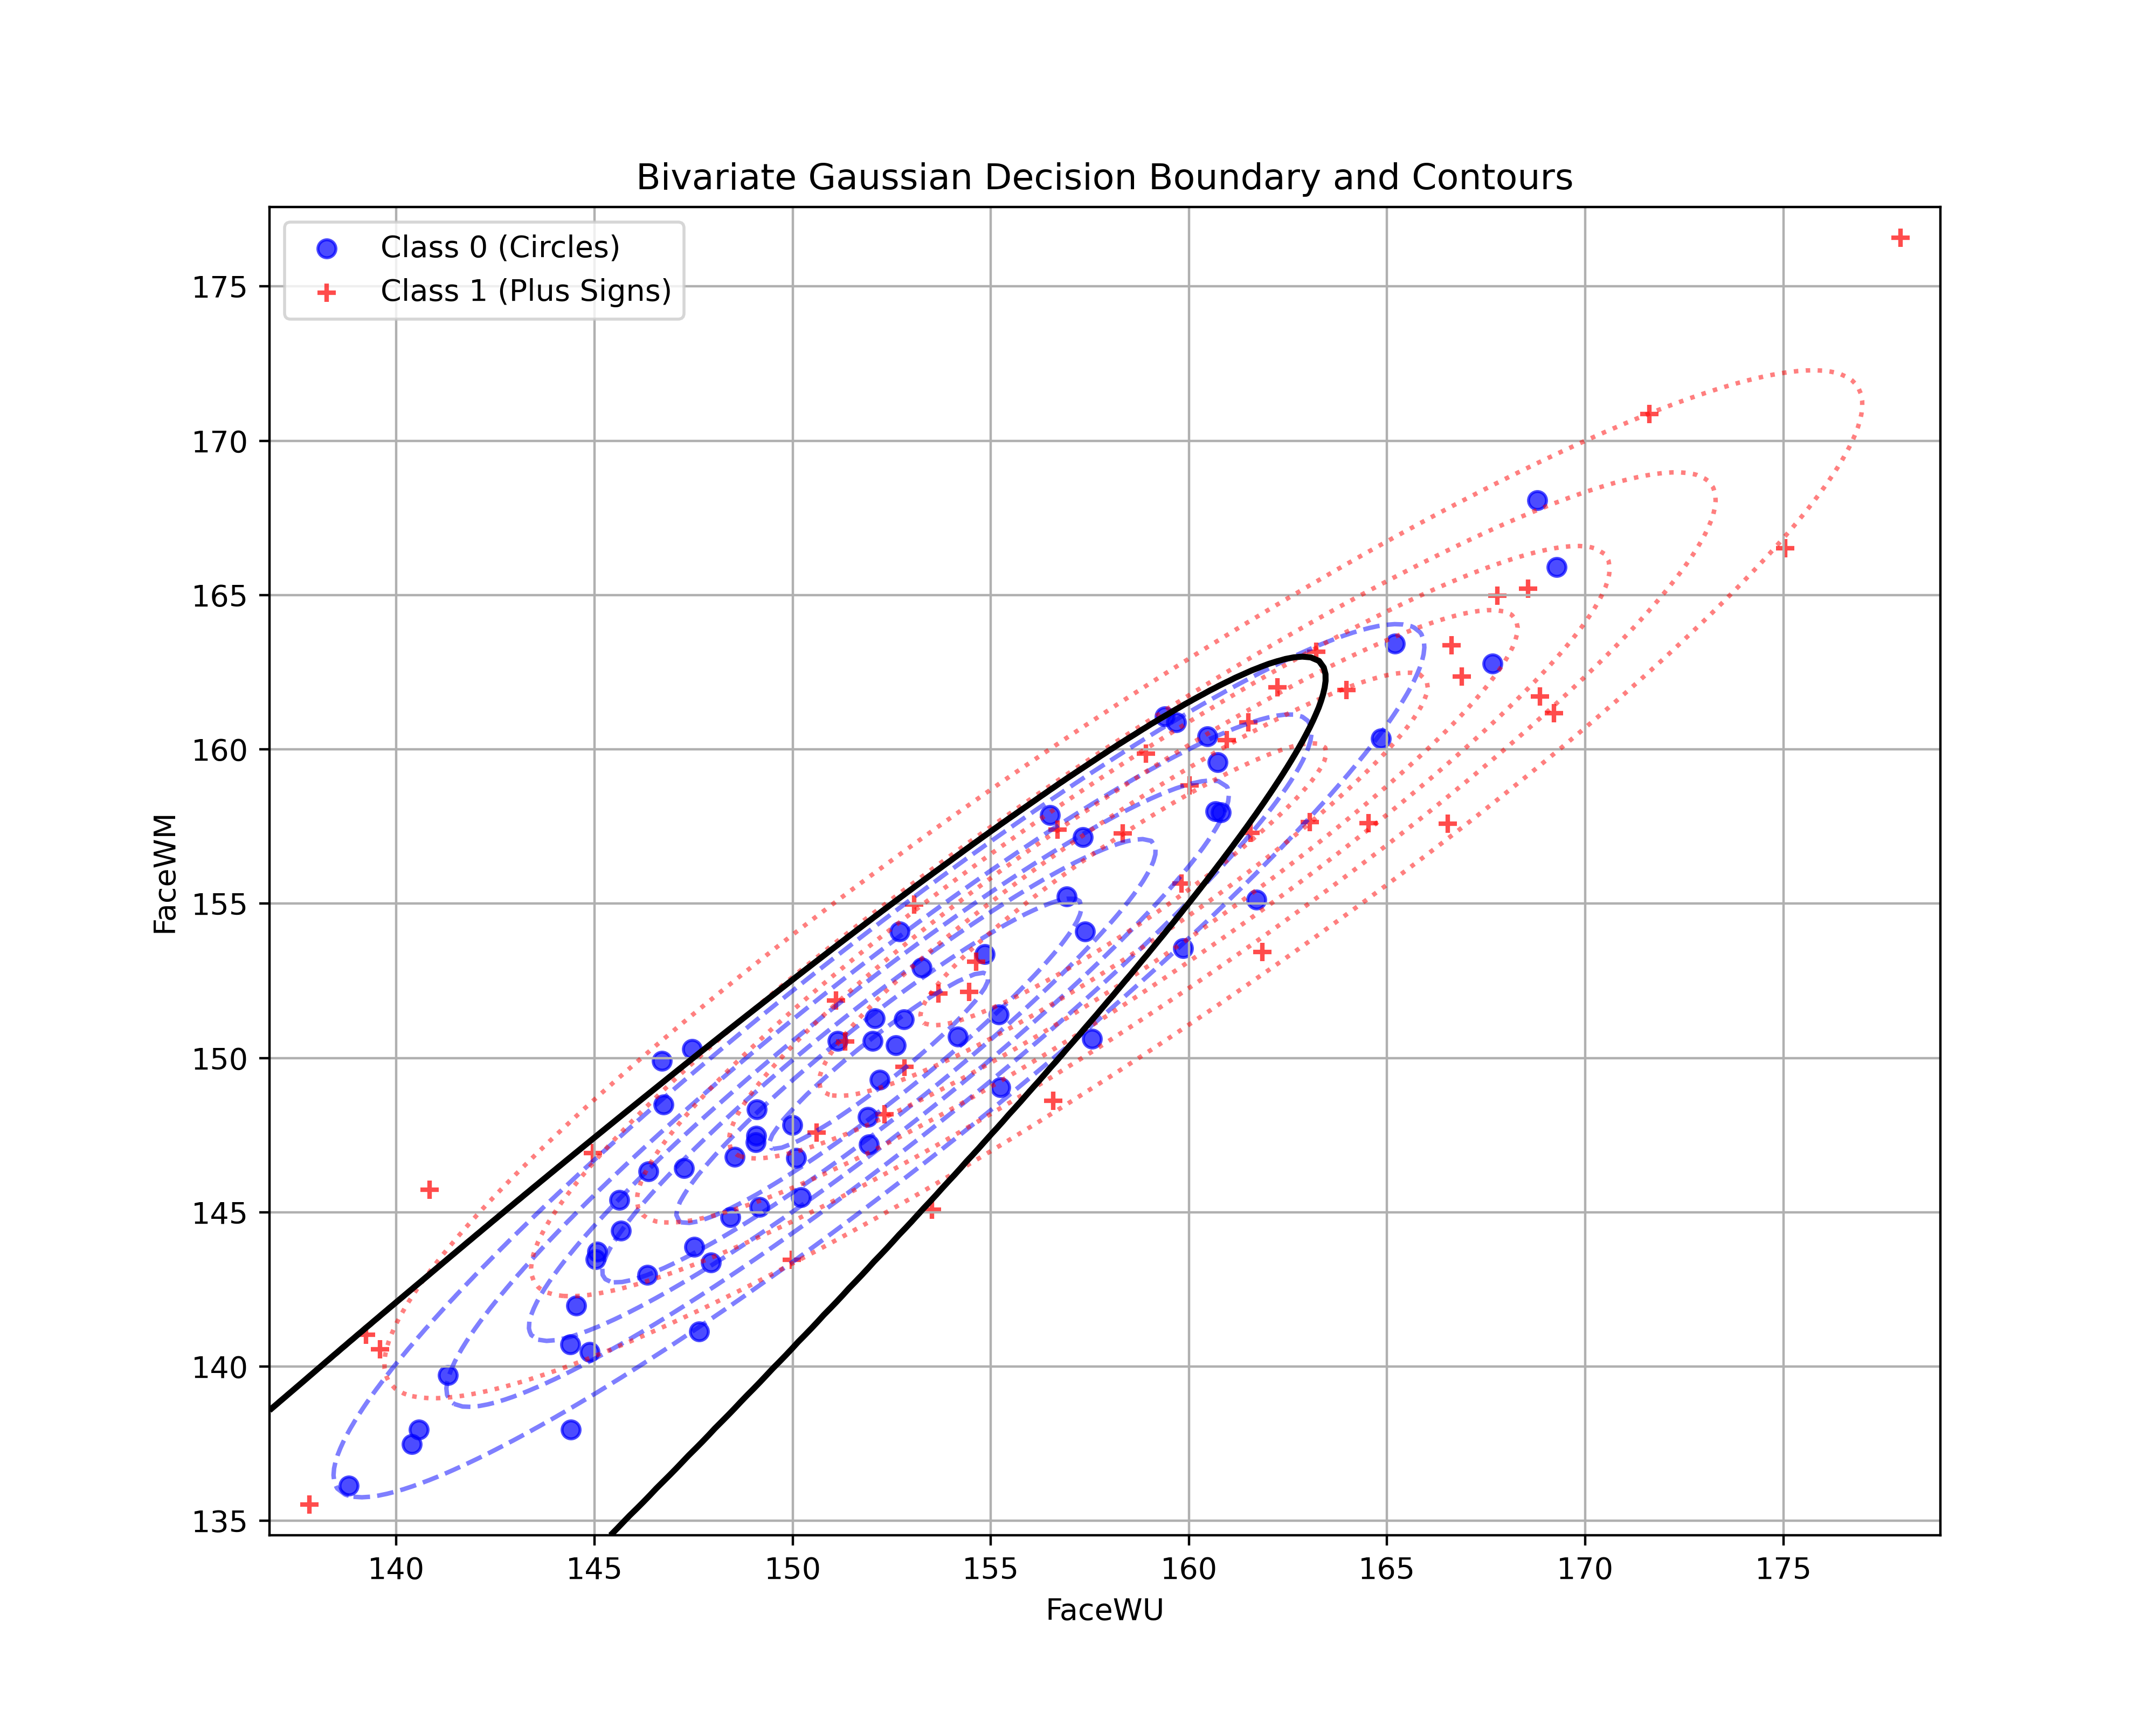 Bivariate Gaussian Decision Boundary and Contours
Class 0 (Circles)
Class 1 (Plus Signs)
175
170
165
160
155
150
145
140
135
FaceWM
140 145 150 155 160 165 170 175
FaceWU